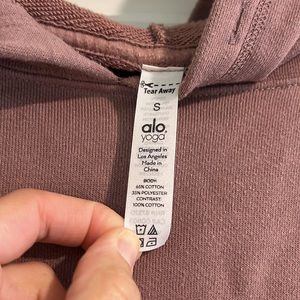 Tear Away
S
alo
yoga
Designed in
Los Angeles
Made in
China
BODY:
65% COTTON
35% POLYESTER
CONTRAST:
100% COTTON